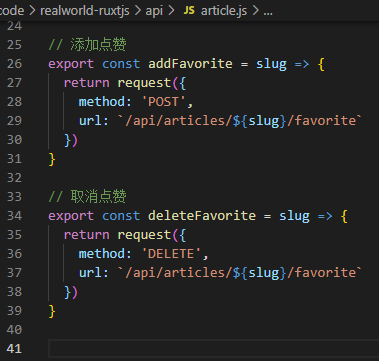 code > realworld-ruxtjs > api > JS article.js > ...
24
25 // 添加点赞
26 export const addFavorite = slug => {
27 return request({
28 method: 'POST',
29 url: `/api/articles/${slug}/favorite`
30 })
31 }
32
33 // 取消点赞
34 export const deleteFavorite = slug => {
35 return request({
36 method: 'DELETE',
37 url: `/api/articles/${slug}/favorite`
38 })
39 }
40
41